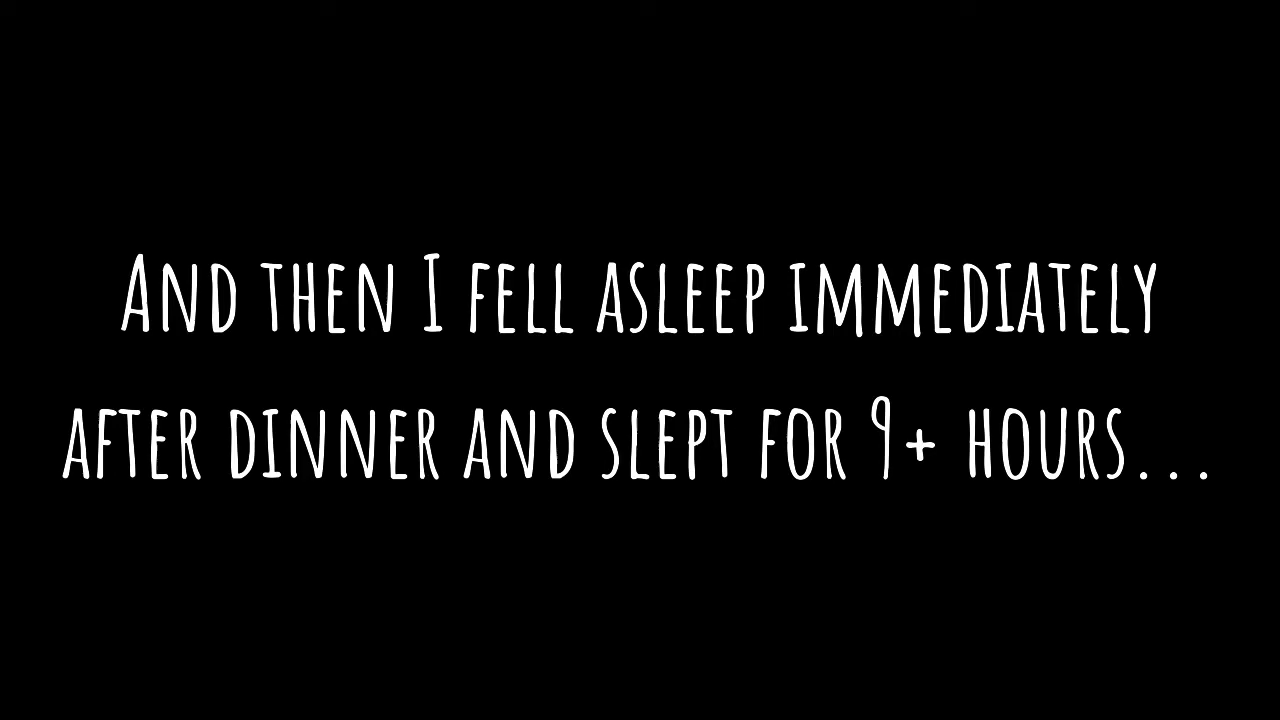 And then I fell asleep immediately
after dinner and slept for 9+ hours...